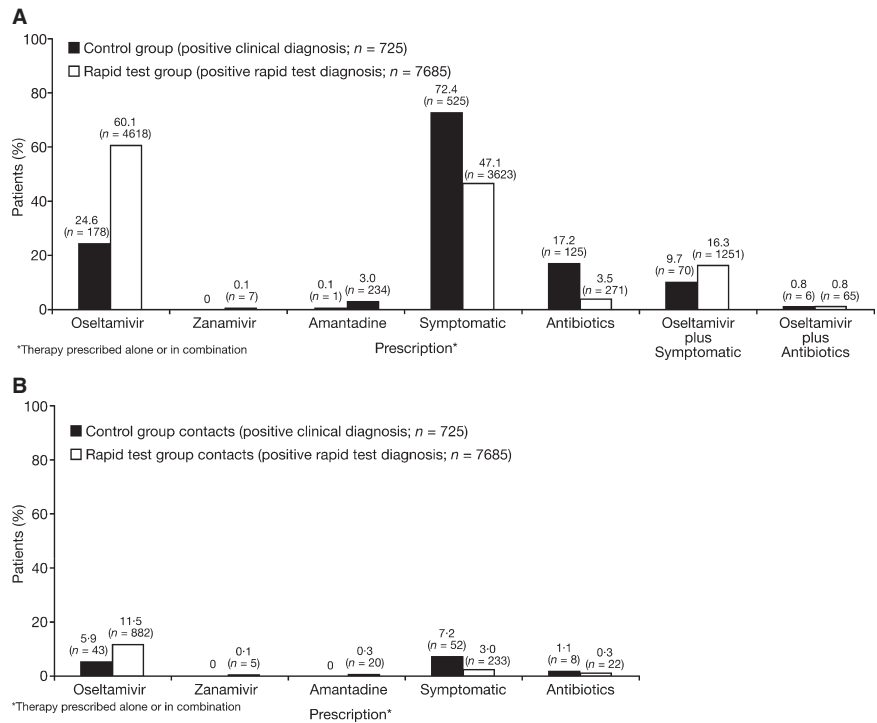 A
100
80
60
40
20
0
Patients (%)
Control group (positive clinical diagnosis; n = 725)
Rapid test group (positive rapid test diagnosis; n = 7685)
24.6
(n = 178)
60.1
(n = 4618)
0
0.1
(n = 7)
0.1
(n = 1)
3.0
(n = 234)
72.4
(n = 525)
47.1
(n = 3623)
17.2
(n = 125)
3.5
(n = 271)
9.7
(n = 70)
16.3
(n = 1251)
0.8
(n = 6)
0.8
(n = 65)
Oseltamivir
Zanamivir
Amantadine
Symptomatic
Antibiotics
Oseltamivir
plus
Symptomatic
Oseltamivir
plus
Antibiotics
*Therapy prescribed alone or in combination
Prescription*
B
100
80
60
40
20
0
Patients (%)
Control group contacts (positive clinical diagnosis; n = 725)
Rapid test group contacts (positive rapid test diagnosis; n = 7685)
5·9
(n = 43)
11·5
(n = 882)
0
0·1
(n = 5)
0
0·3
(n = 20)
7·2
(n = 52)
3·0
(n = 233)
1·1
(n = 8)
0·3
(n = 22)
Oseltamivir
Zanamivir
Amantadine
Symptomatic
Antibiotics
*Therapy prescribed alone or in combination
Prescription*